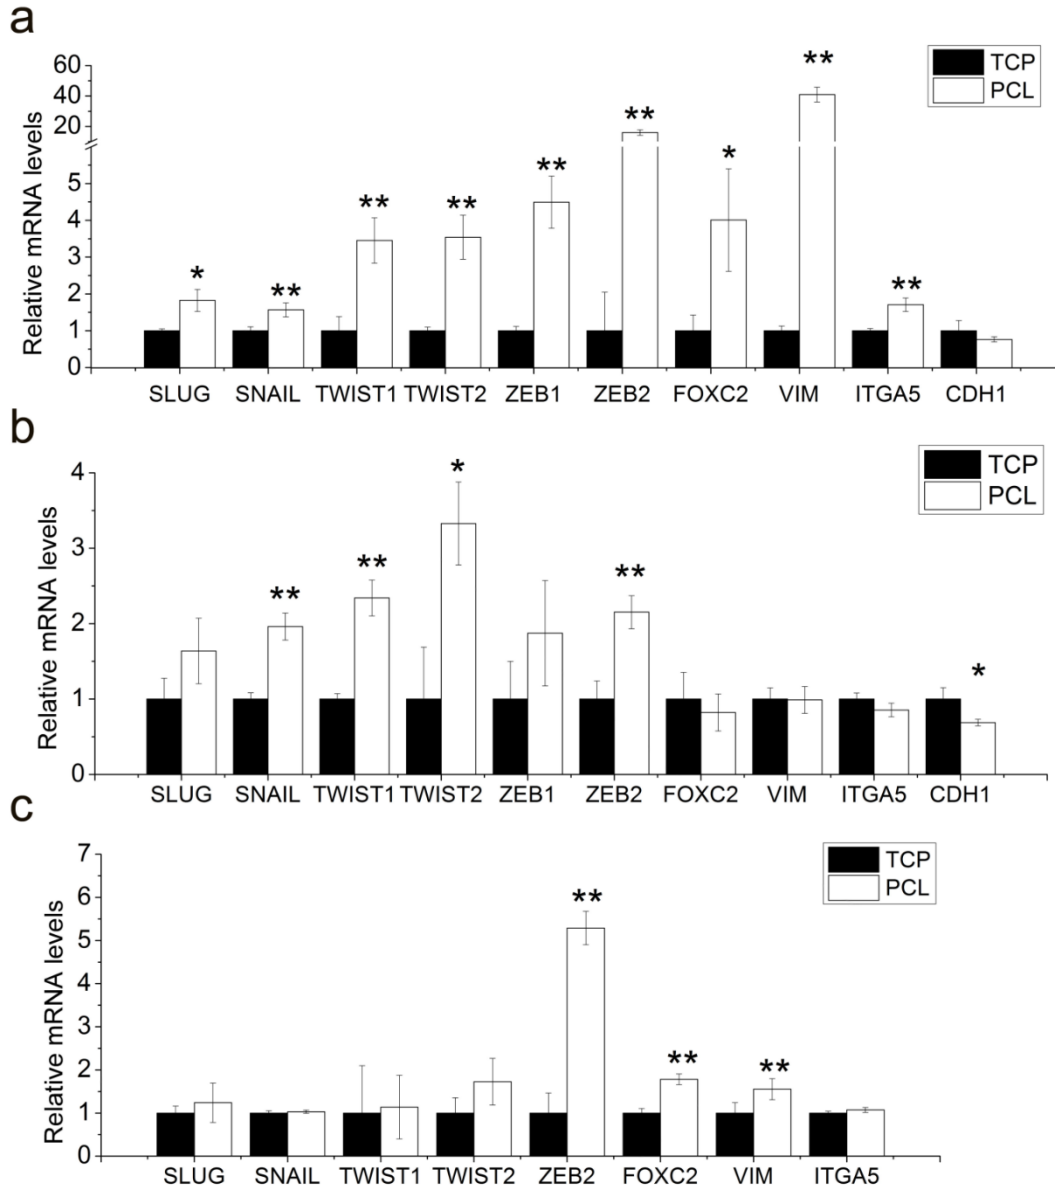 a
TCP
PCL
Relative mRNA levels
60
40
20
5
4
3
2
1
0
* ** ** ** ** ** * ** **
SLUG SNAIL TWIST1 TWIST2 ZEB1 ZEB2 FOXC2 VIM ITGA5 CDH1
b
TCP
PCL
Relative mRNA levels
4
3
2
1
0
** ** * ** *
SLUG SNAIL TWIST1 TWIST2 ZEB1 ZEB2 FOXC2 VIM ITGA5 CDH1
c
TCP
PCL
Relative mRNA levels
7
6
5
4
3
2
1
0
** ** **
SLUG SNAIL TWIST1 TWIST2 ZEB2 FOXC2 VIM ITGA5